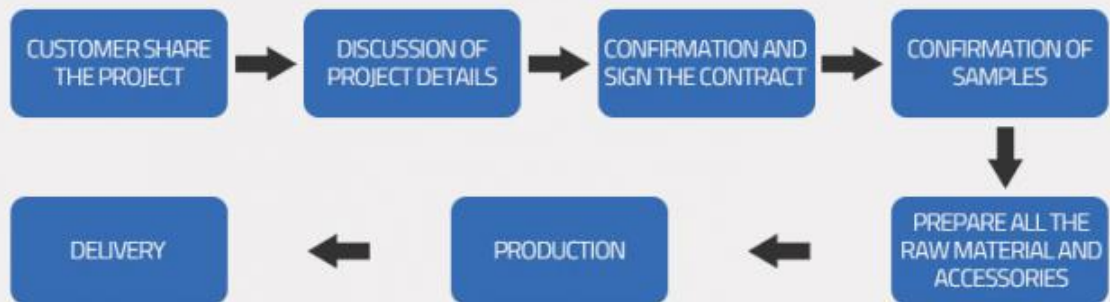 CUSTOMER SHARE
THE PROJECT
DISCUSSION OF
PROJECT DETAILS
CONFIRMATION AND
SIGN THE CONTRACT
CONFIRMATION OF
SAMPLES
PREPARE ALL THE
RAW MATERIAL AND
ACCESSORIES
PRODUCTION
DELIVERY